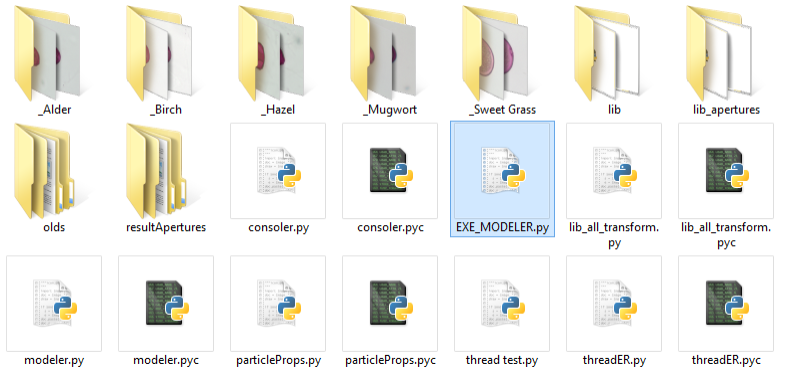 _Alder
_Birch
_Hazel
_Mugwort
_Sweet Grass
lib
lib_apertures
olds
resultApertures
consoler.py
consoler.pyc
EXE_MODELER.py
lib_all_transform.
py
lib_all_transform.
pyc
modeler.py
modeler.pyc
particleProps.py
particleProps.pyc
thread test.py
threadER.py
threadER.pyc